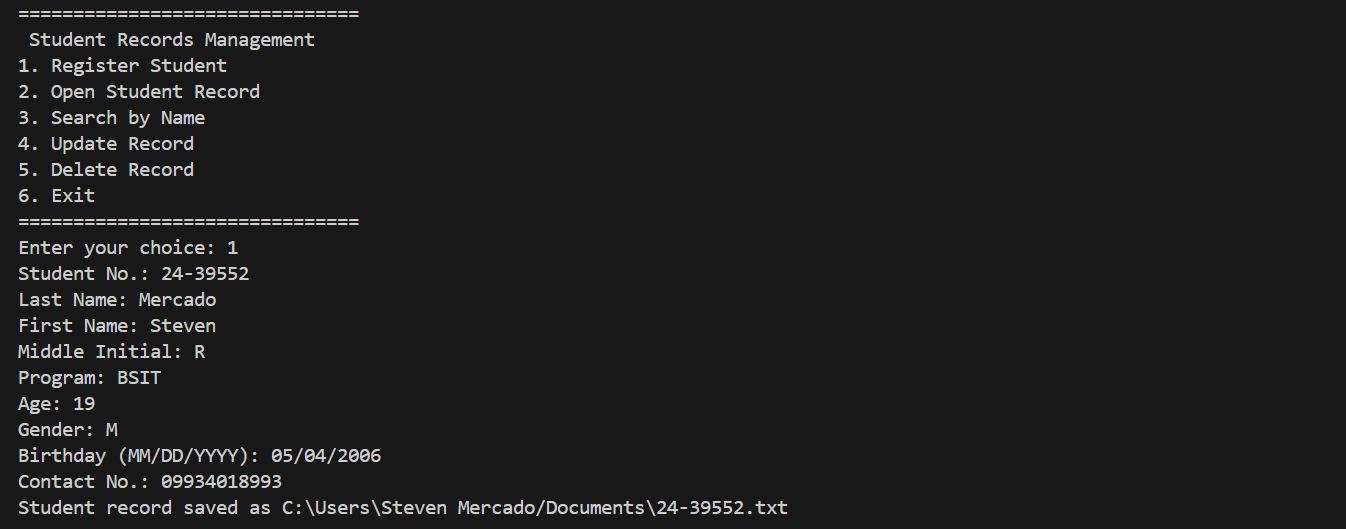 ===============================
 Student Records Management
1. Register Student
2. Open Student Record
3. Search by Name
4. Update Record
5. Delete Record
6. Exit
===============================
Enter your choice: 1
Student No.: 24-39552
Last Name: Mercado
First Name: Steven
Middle Initial: R
Program: BSIT
Age: 19
Gender: M
Birthday (MM/DD/YYYY): 05/04/2006
Contact No.: 09934018993
Student record saved as C:\Users\Steven Mercado/Documents\24-39552.txt